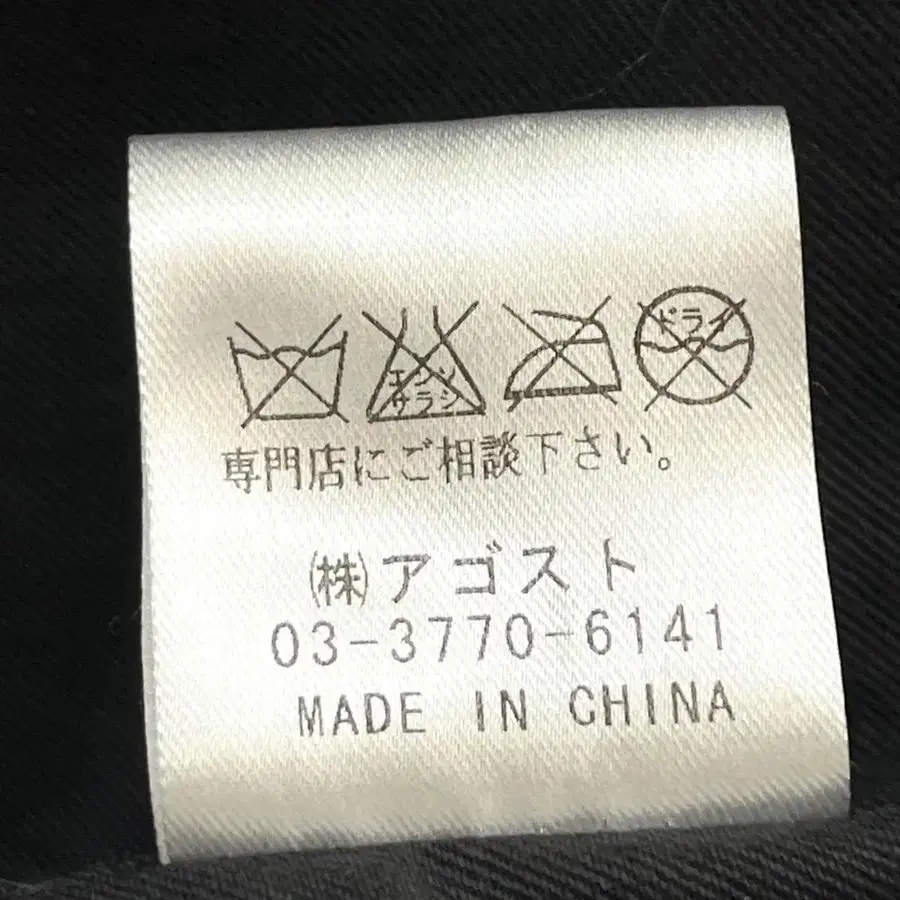 エンソ サラシ ドライ
専門店にご相談下さい。
㈱アゴスト
03-3770-6141
MADE IN CHINA